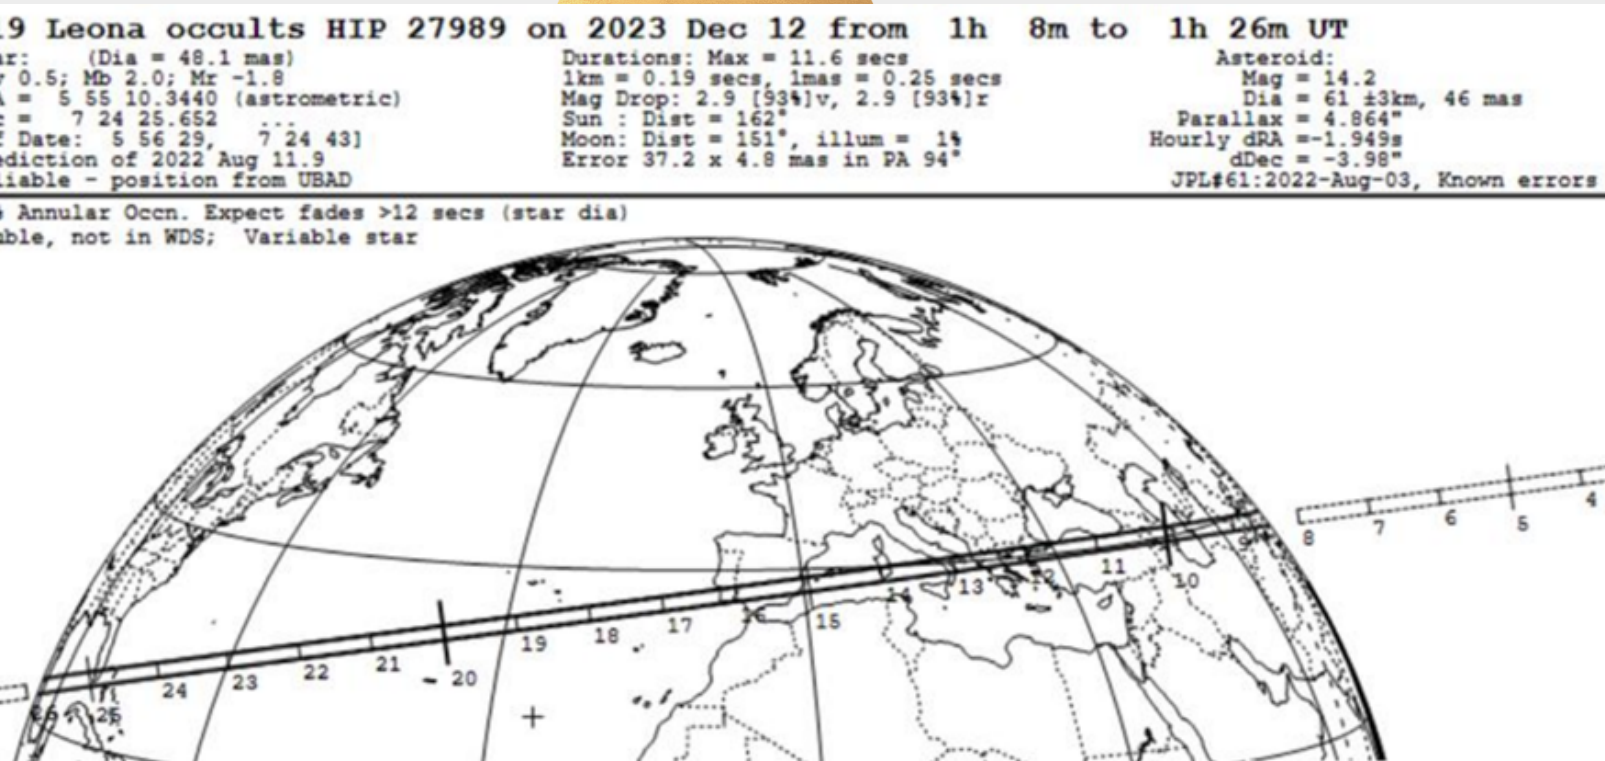 19 Leona occults HIP 27989 on 2023 Dec 12 from 1h 8m to 1h 26m UT
ar: (Dia = 48.1 mas)
v 0.5; Mb 2.0; Mr -1.8
A = 5 55 10.3440 (astrometric)
c = 7 24 25.652 ...
f Date: 5 56 29, 7 24 43]
ediction of 2022 Aug 11.9
liable - position from UBAD
Durations: Max = 11.6 secs
1km = 0.19 secs, 1mas = 0.25 secs
Mag Drop: 2.9 [93%]v, 2.9 [93%]r
Sun : Dist = 162°
Moon: Dist = 151°, illum = 1%
Error 37.2 x 4.8 mas in PA 94°
Asteroid:
Mag = 14.2
Dia = 61 ±3km, 46 mas
Parallax = 4.864"
Hourly dRA =-1.949s
dDec = -3.98"
JPL#61:2022-Aug-03, Known errors
Annular Occn. Expect fades >12 secs (star dia)
uble, not in WDS; Variable star
4
5
6
7
8
10
11
12
13
14
15
17
18
19
20
21
22
23
24
25